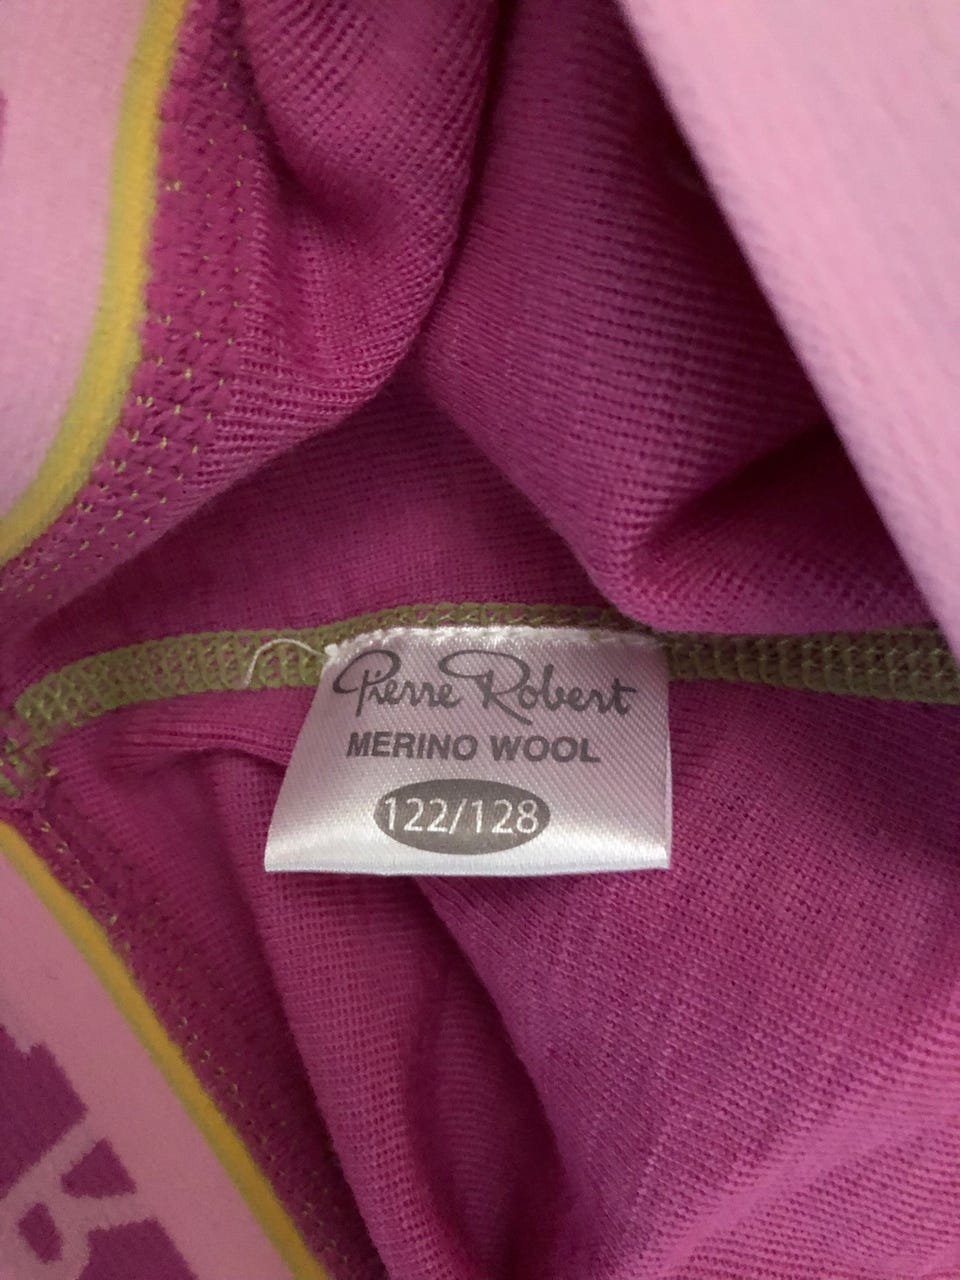 Pierre Robert
MERINO WOOL
122/128